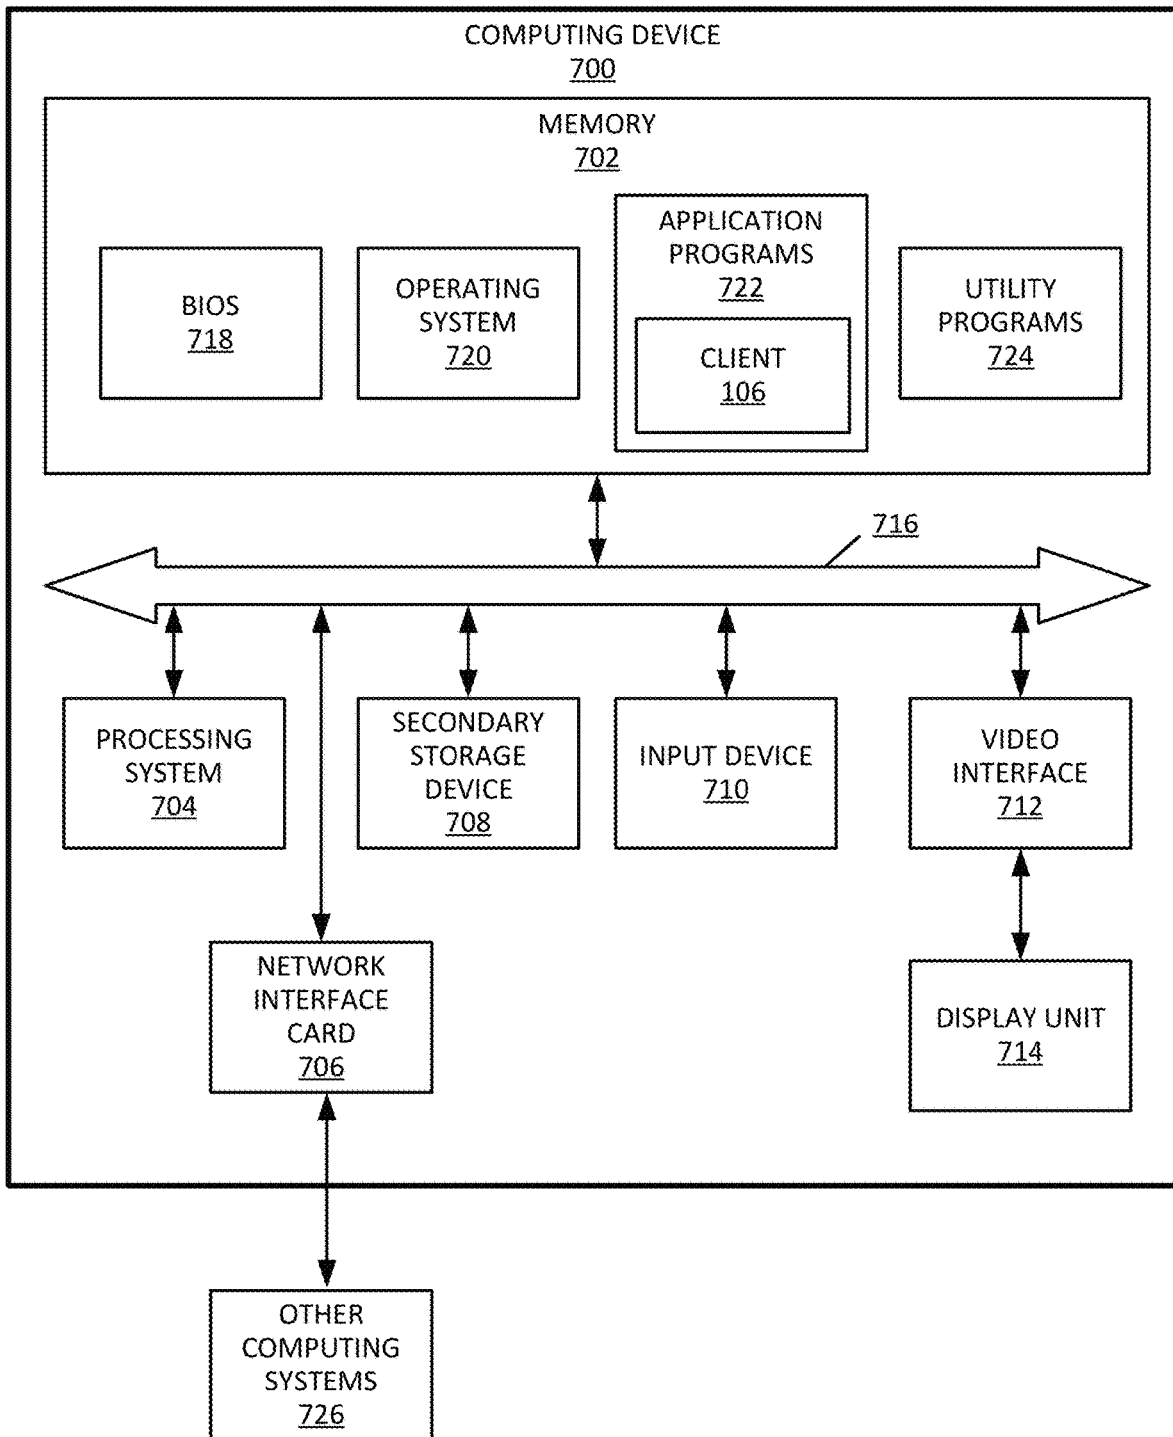 COMPUTING DEVICE
700
MEMORY
702
BIOS
718
OPERATING
SYSTEM
720
APPLICATION
PROGRAMS
722
CLIENT
106
UTILITY
PROGRAMS
724
716
PROCESSING
SYSTEM
704
SECONDARY
STORAGE
DEVICE
708
INPUT DEVICE
710
VIDEO
INTERFACE
712
NETWORK
INTERFACE
CARD
706
DISPLAY UNIT
714
OTHER
COMPUTING
SYSTEMS
726